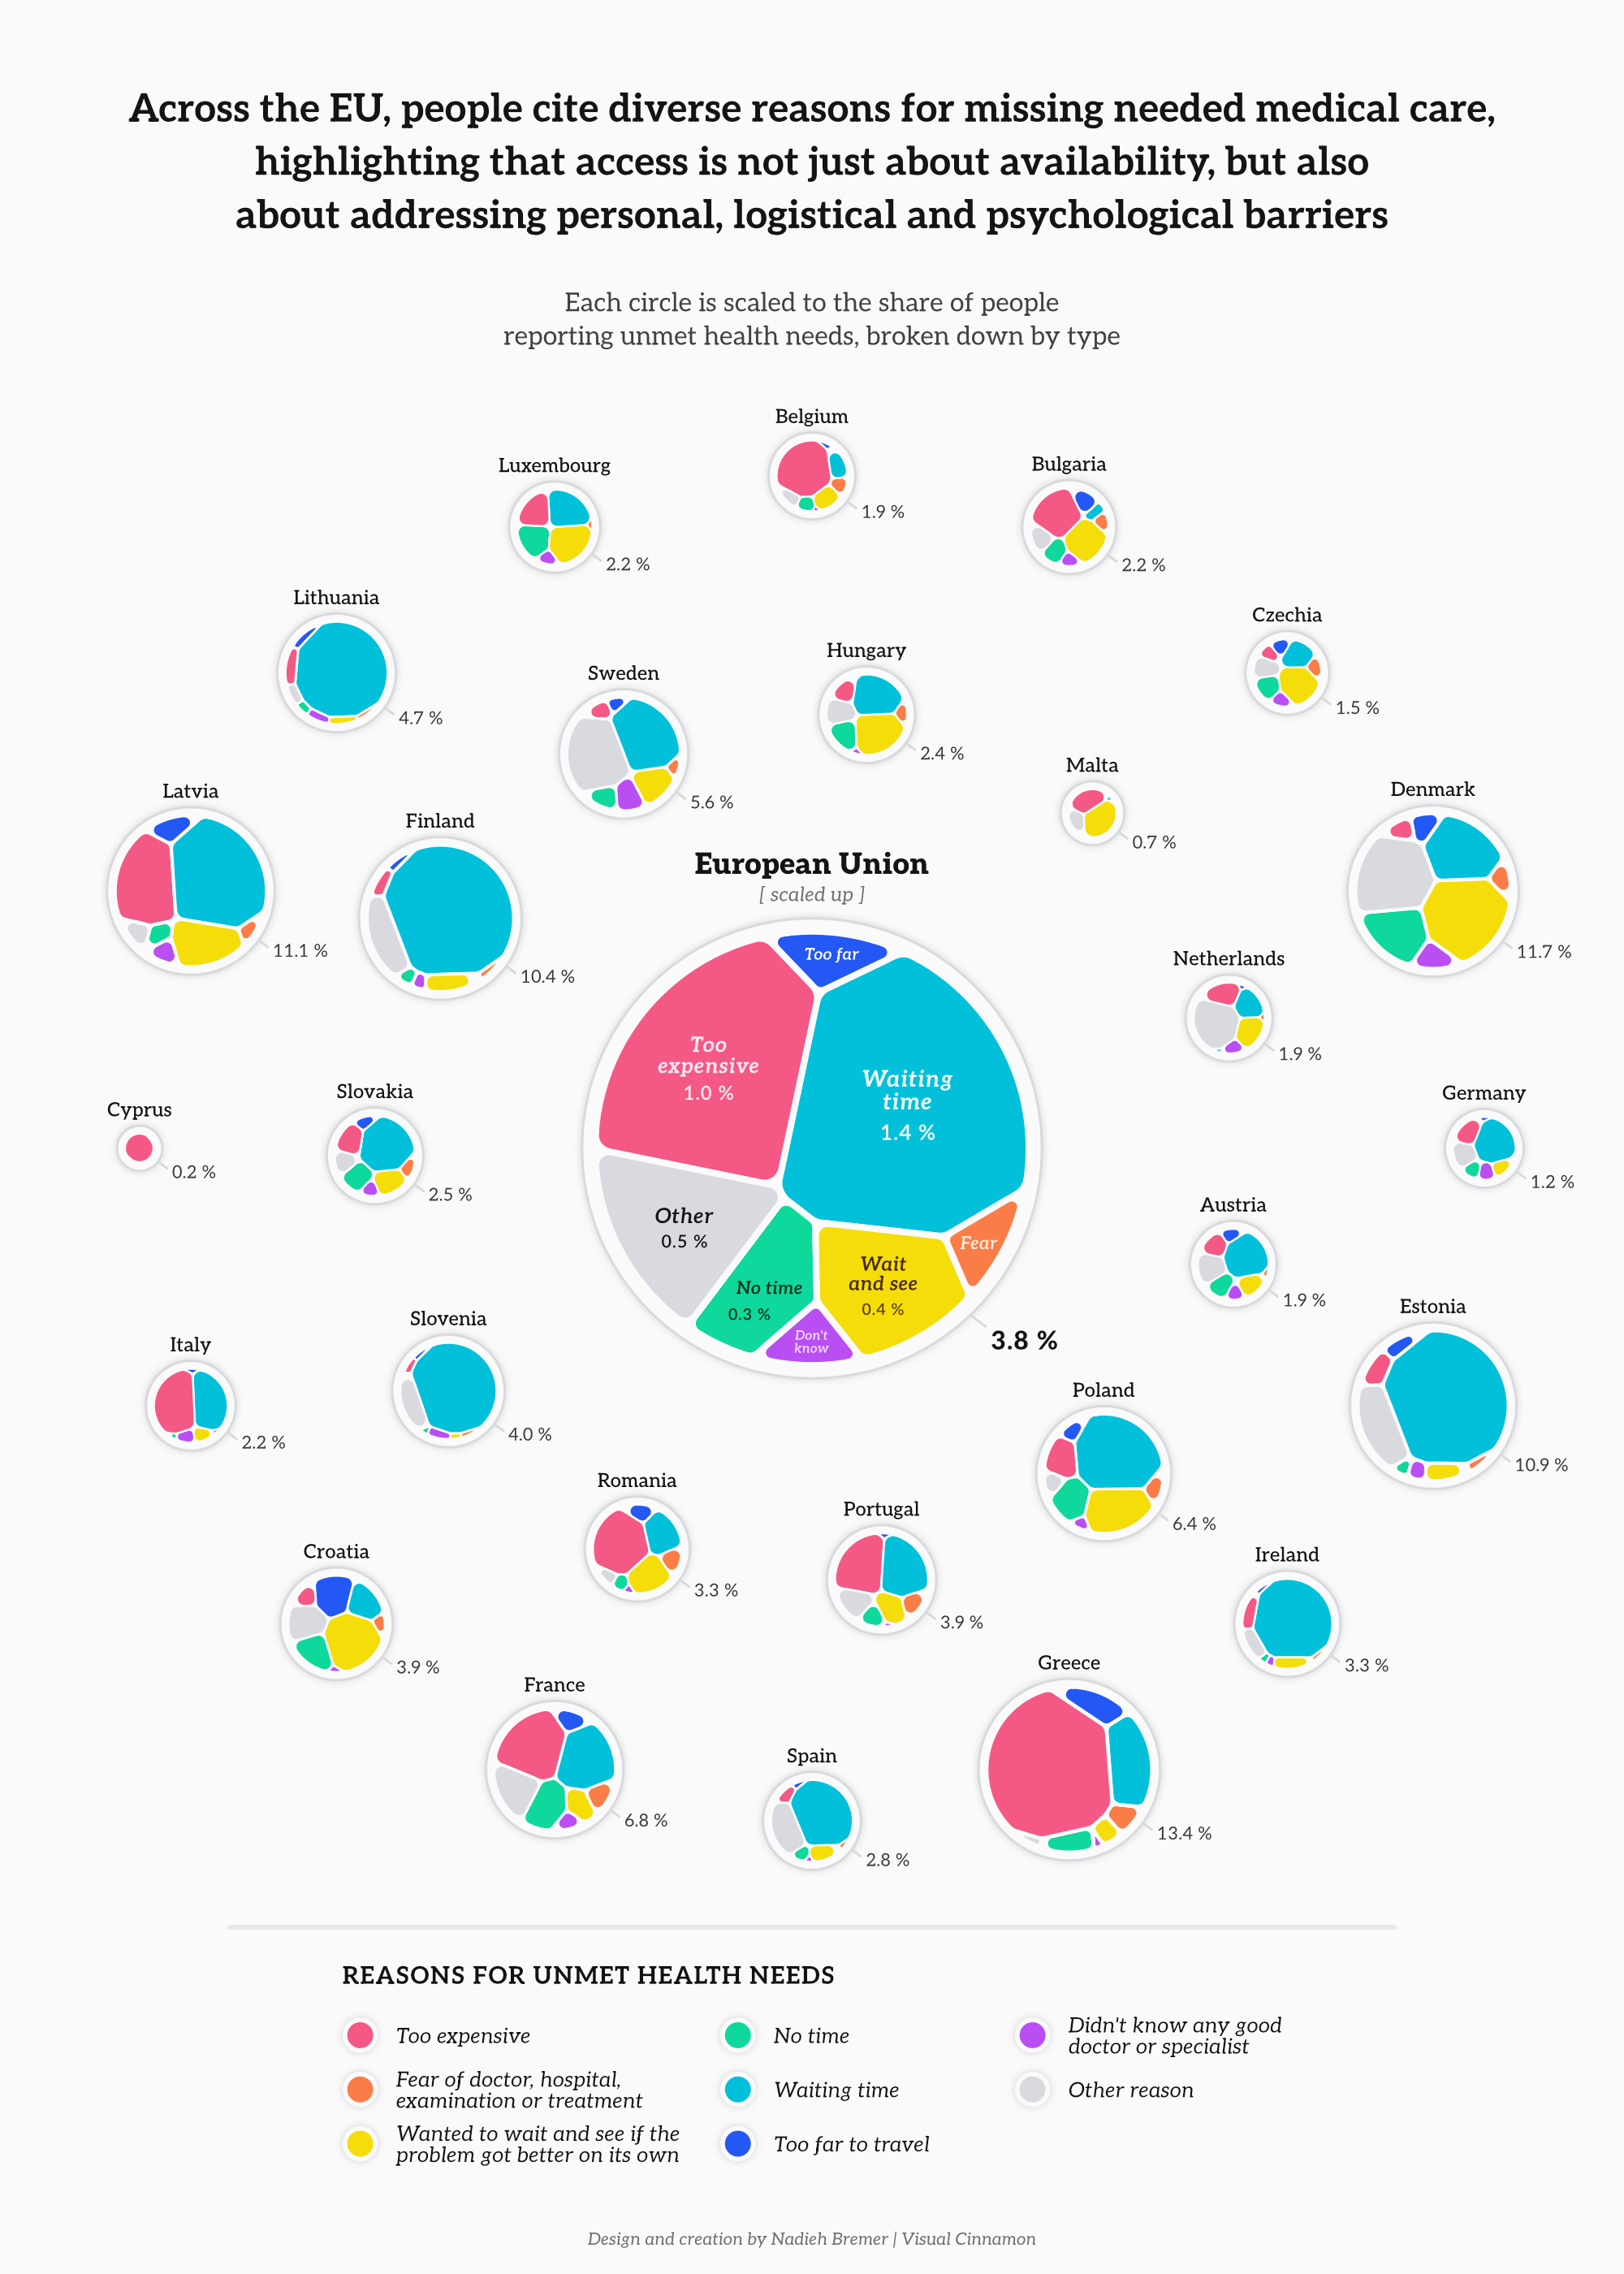 Across the EU, people cite diverse reasons for missing needed medical care,
highlighting that access is not just about availability, but also
about addressing personal, logistical and psychological barriers
Each circle is scaled to the share of people
reporting unmet health needs, broken down by type
Belgium
1.9 %
Luxembourg
2.2 %
Bulgaria
2.2 %
Lithuania
4.7 %
Czechia
1.5 %
Hungary
2.4 %
Sweden
5.6 %
Malta
0.7 %
Latvia
11.1 %
Denmark
11.7 %
Finland
10.4 %
European Union
[ scaled up ]
Too far
Too
expensive
1.0 %
Waiting
time
1.4 %
Other
0.5 %
Fear
Wait
and see
0.4 %
No time
0.3 %
Don't
know
3.8 %
Netherlands
1.9 %
Slovakia
2.5 %
Cyprus
0.2 %
Germany
1.2 %
Austria
1.9 %
Estonia
10.9 %
Slovenia
4.0 %
Italy
2.2 %
Poland
6.4 %
Romania
3.3 %
Portugal
3.9 %
Croatia
3.9 %
Ireland
3.3 %
Greece
13.4 %
France
6.8 %
Spain
2.8 %
REASONS FOR UNMET HEALTH NEEDS
Too expensive
Fear of doctor, hospital,
examination or treatment
Wanted to wait and see if the
problem got better on its own
No time
Waiting time
Too far to travel
Didn't know any good
doctor or specialist
Other reason
Design and creation by Nadieh Bremer | Visual Cinnamon